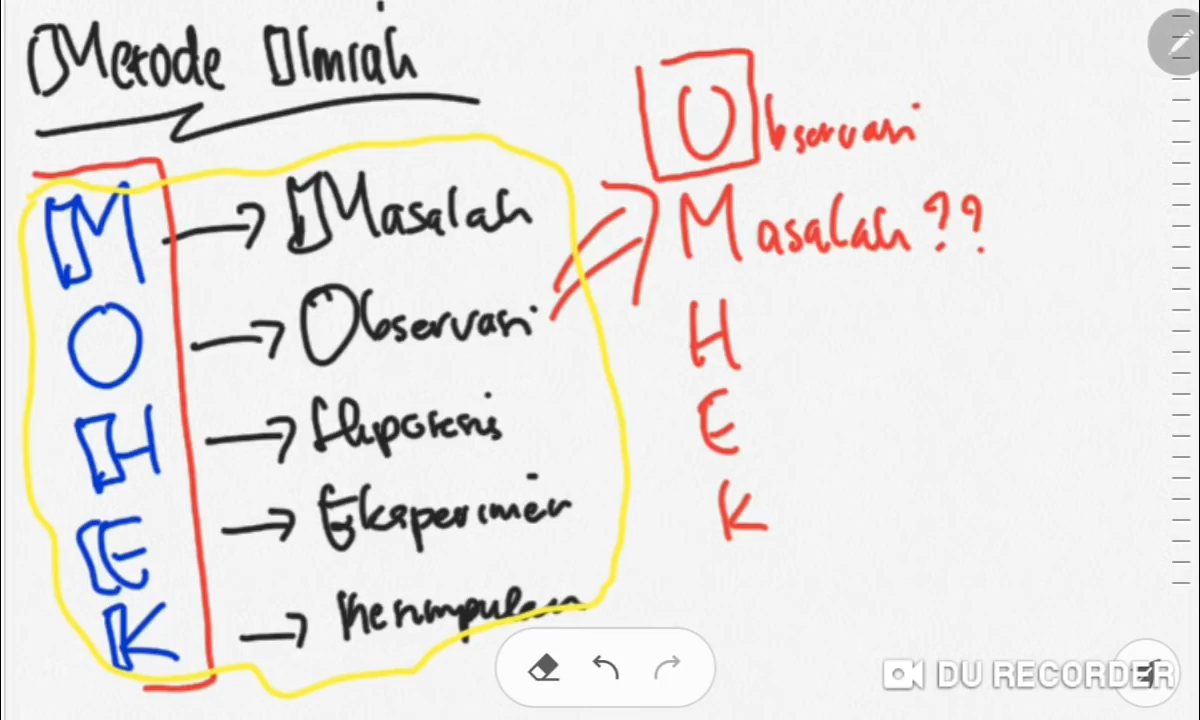 Metode Ilmiah
M → Masalah
O → Observasi
H → Hipotesis
E → Eksperimen
K → Kesimpulan
Observasi
Masalah??
H
E
K
DU RECORDER